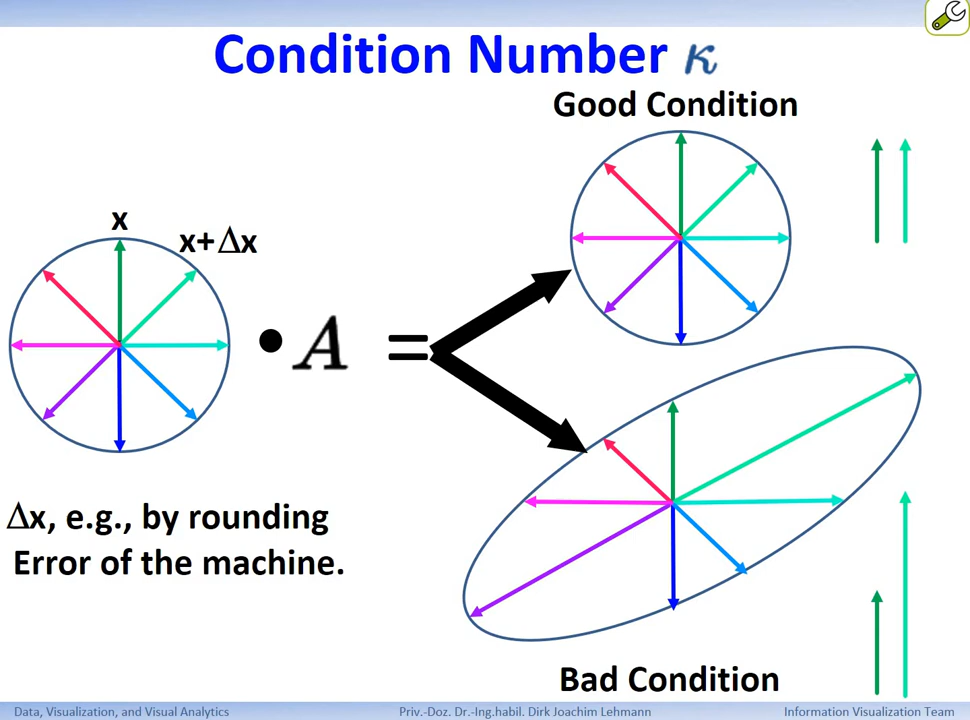 Condition Number κ
Good Condition
x
x+Δx
• A =
Δx, e.g., by rounding
Error of the machine.
Bad Condition
Data, Visualization, and Visual Analytics
Priv.-Doz. Dr.-Ing.habil. Dirk Joachim Lehmann
Information Visualization Team